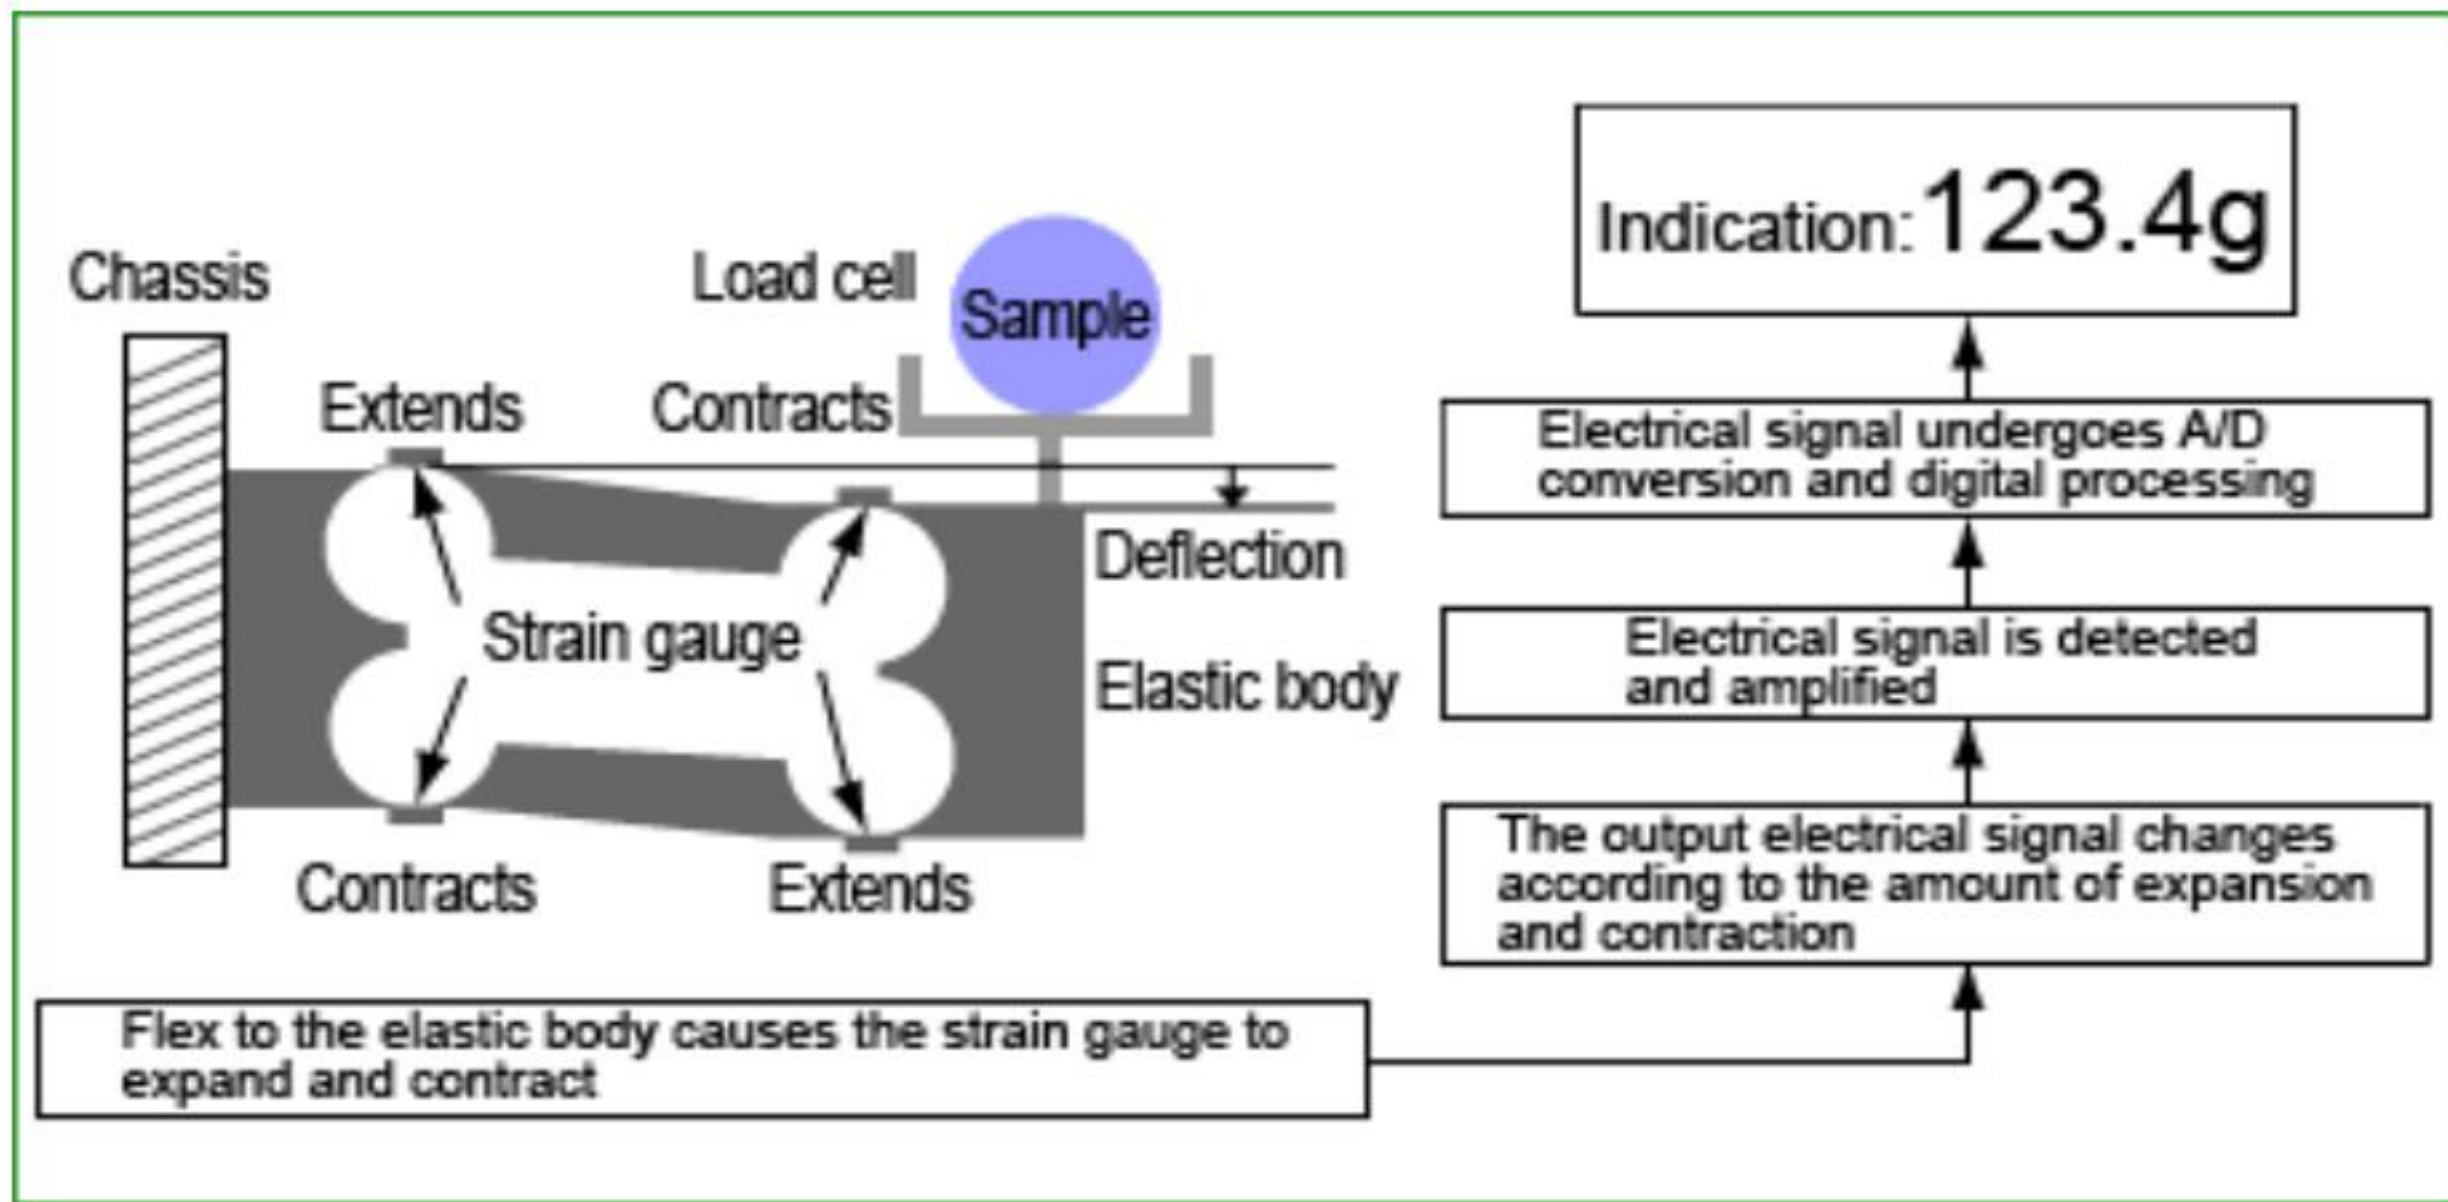 Chassis
Load cell
Sample
Extends
Contracts
Strain gauge
Deflection
Elastic body
Contracts
Extends
Flex to the elastic body causes the strain gauge to
expand and contract
Indication: 123.4g
Electrical signal undergoes A/D
conversion and digital processing
Electrical signal is detected
and amplified
The output electrical signal changes
according to the amount of expansion
and contraction